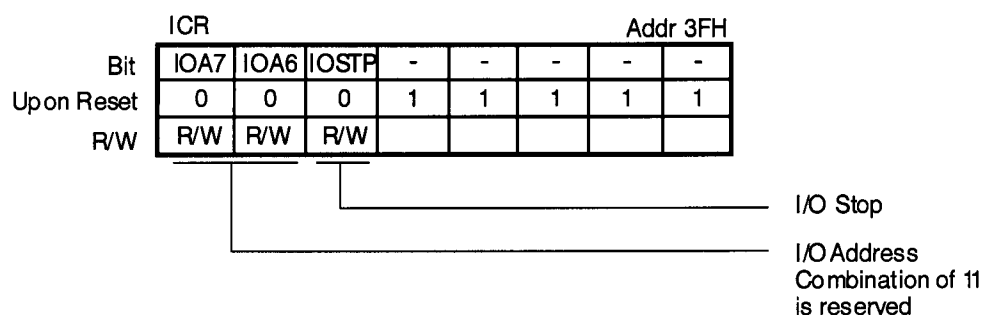 ICR Addr 3FH
Bit IOA7 IOA6 IOSTP - - - - -
Upon Reset 0 0 0 1 1 1 1 1
R/W R/W R/W R/W
I/O Stop
I/O Address
Combination of 11
is reserved